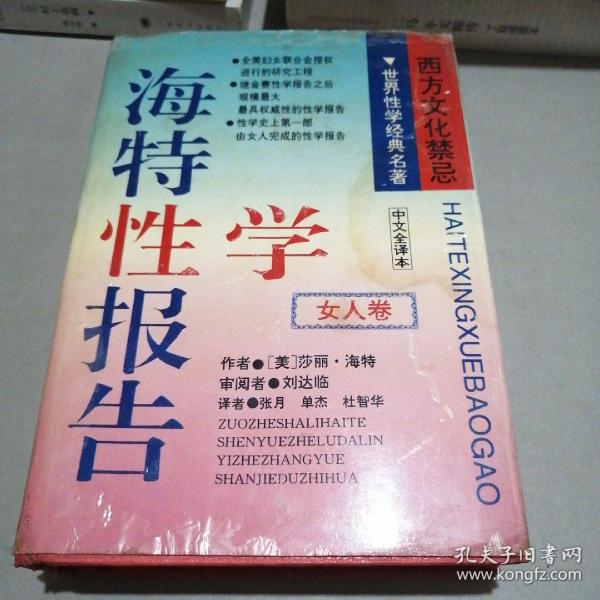 西方文化禁忌
▼世界性学经典名著
●全美妇女联合会授权
进行的研究工程
●继金赛性学报告之后
规模最大
最具权威性的性学报告
●性学史上第一部
由女人完成的性学报告
海特性学报告
中文全译本
HAITEXINGXUEBAOGAO
女人卷
作者●［美］莎丽·海特
审阅者●刘达临
译者●张月 单杰 杜智华
ZUOZHESHALIHAITE
SHENYUEZHELUDALIN
YIZHEZHANGYUE
SHANJIEDUZHIHUA
孔夫子旧书网
www.kongfz.com